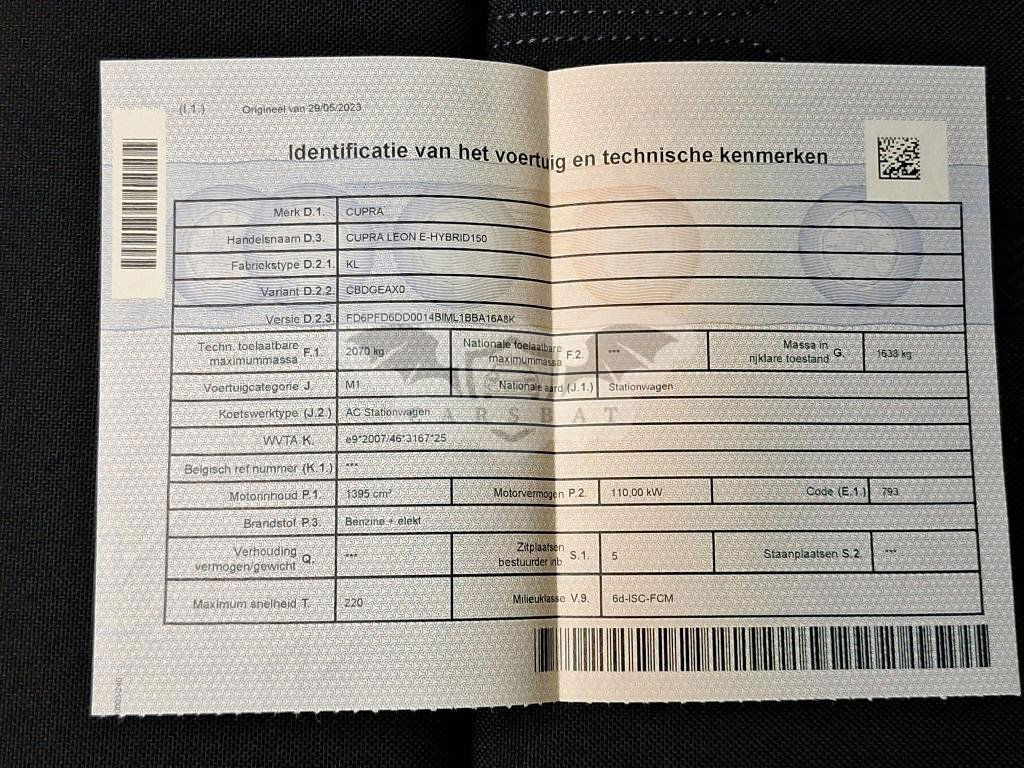 (I.1.) Origineel van 29/05/2023
Identificatie van het voertuig en technische kenmerken
Merk D.1. CUPRA
Handelsnaam D.3. CUPRA LEON E-HYBRID150
Fabriekstype D.2.1. KL
Variant D.2.2. CBDGEAX0
Versie D.2.3. FD6PFD6DD0014BIML1BBA16A8K
Techn. toelaatbare maximummassa F.1. 2070 kg Nationale toelaatbare maximummassa F.2. *** Massa in rijklare toestand G. 1633 kg
Voertuigcategorie J. M1 Nationale aard (J.1.) Stationwagen
Koetswerktype (J.2.) AC Stationwagen
CARSBAT
WVTA K. e9*2007/46*3167*25
Belgisch ref nummer (K.1.) ***
Motorinhoud P.1. 1395 cm³ Motorvermogen P.2. 110,00 kW Code (E.1.) 793
Brandstof P.3. Benzine + elekt
Verhouding vermogen/gewicht Q. *** Zitplaatsen bestuurder inb S.1. 5 Staanplaatsen S.2. ***
Maximum snelheid T. 220 Milieuklasse V.9. 6d-ISC-FCM